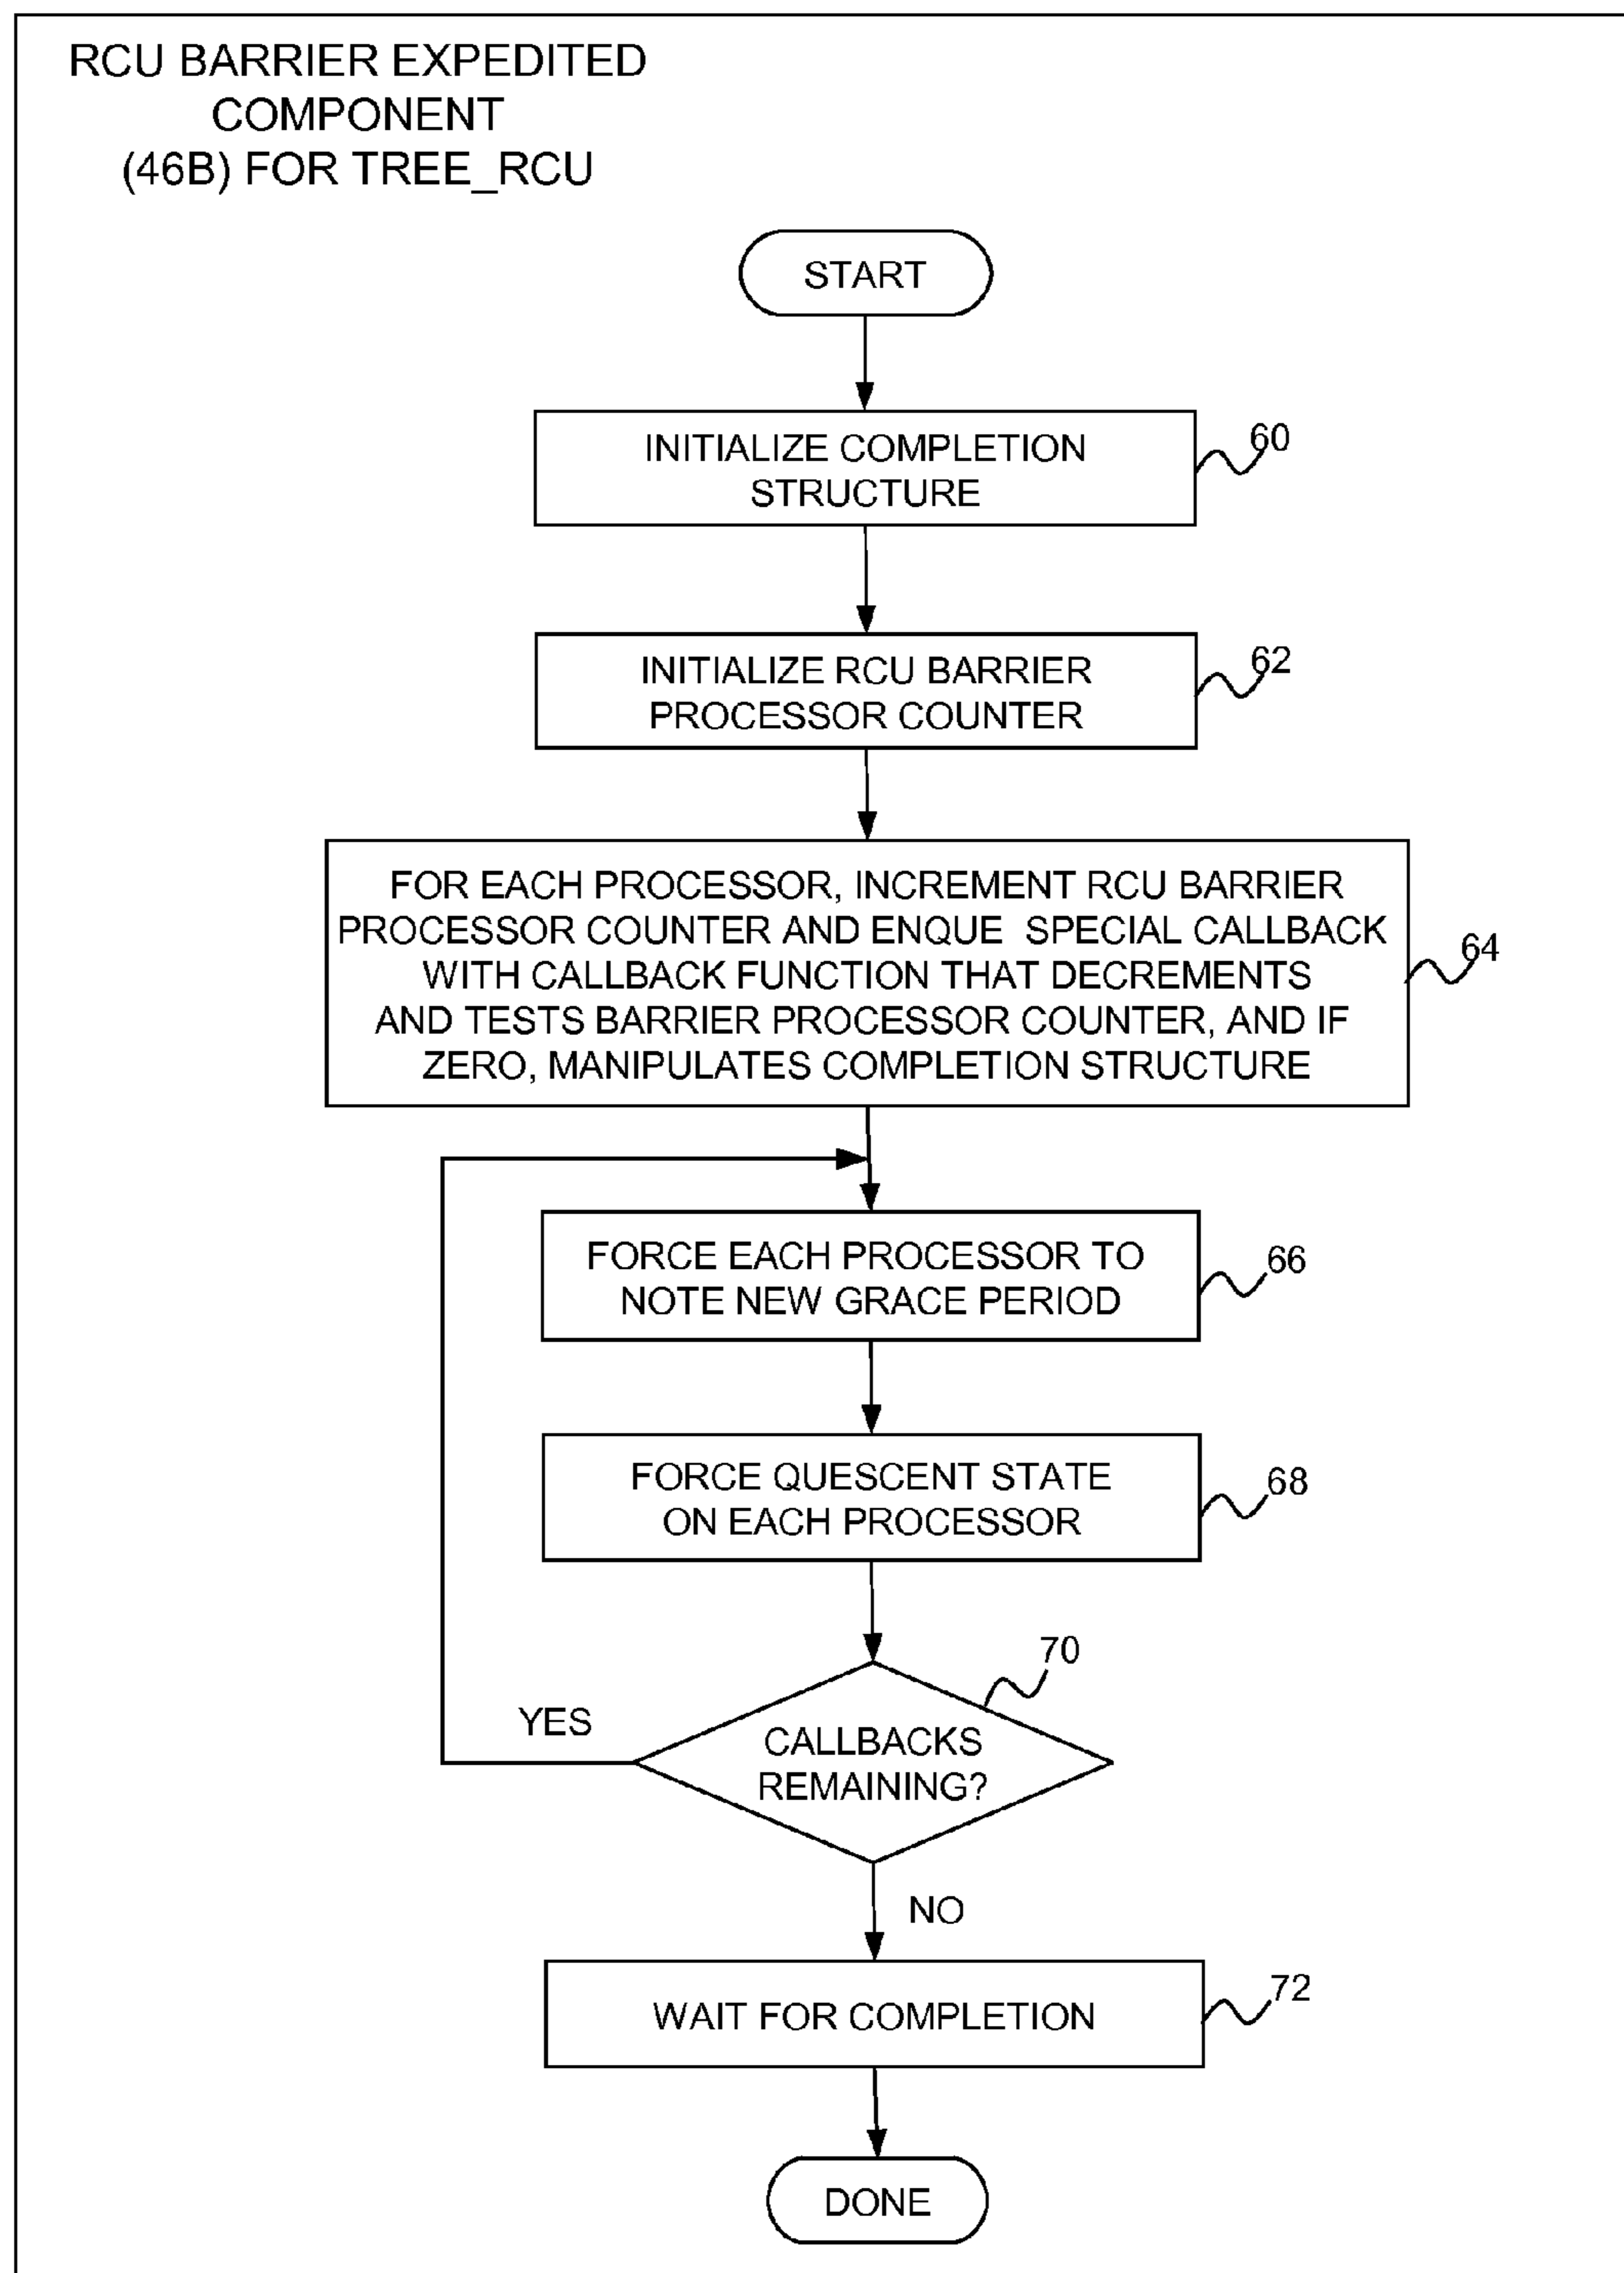 RCU BARRIER EXPEDITED
COMPONENT
(46B) FOR TREE_RCU
START
INITIALIZE COMPLETION
STRUCTURE
60
INITIALIZE RCU BARRIER
PROCESSOR COUNTER
62
FOR EACH PROCESSOR, INCREMENT RCU BARRIER
PROCESSOR COUNTER AND ENQUE SPECIAL CALLBACK
WITH CALLBACK FUNCTION THAT DECREMENTS
AND TESTS BARRIER PROCESSOR COUNTER, AND IF
ZERO, MANIPULATES COMPLETION STRUCTURE
64
FORCE EACH PROCESSOR TO
NOTE NEW GRACE PERIOD
66
FORCE QUESCENT STATE
ON EACH PROCESSOR
68
70
YES
CALLBACKS
REMAINING?
NO
WAIT FOR COMPLETION
72
DONE